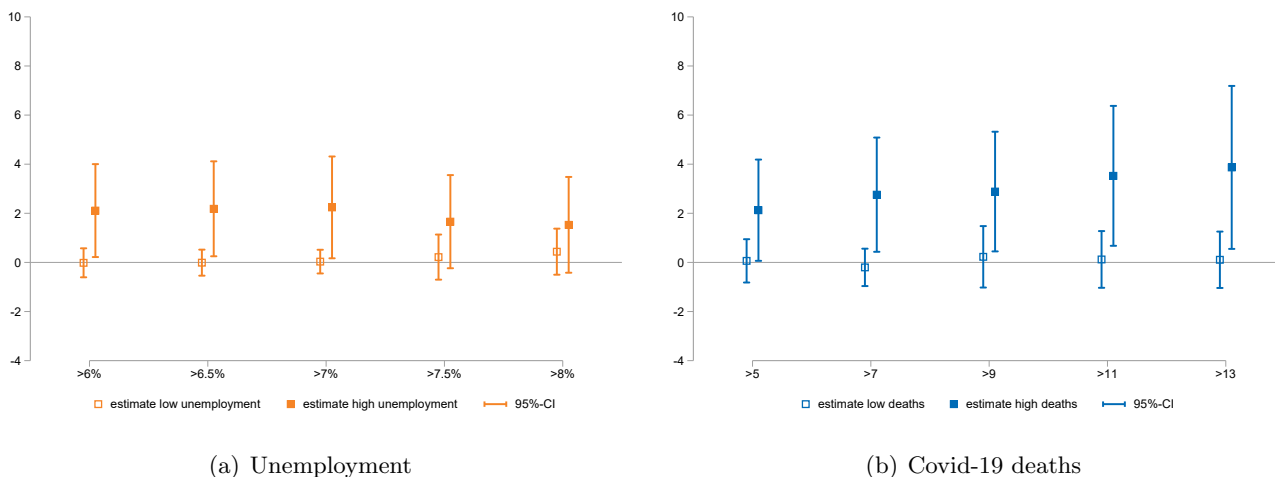 10
8
6
4
2
0
-2
-4
>6% >6.5% >7% >7.5% >8%
estimate low unemployment estimate high unemployment 95%-CI
(a) Unemployment
10
8
6
4
2
0
-2
-4
>5 >7 >9 >11 >13
estimate low deaths estimate high deaths 95%-CI
(b) Covid-19 deaths